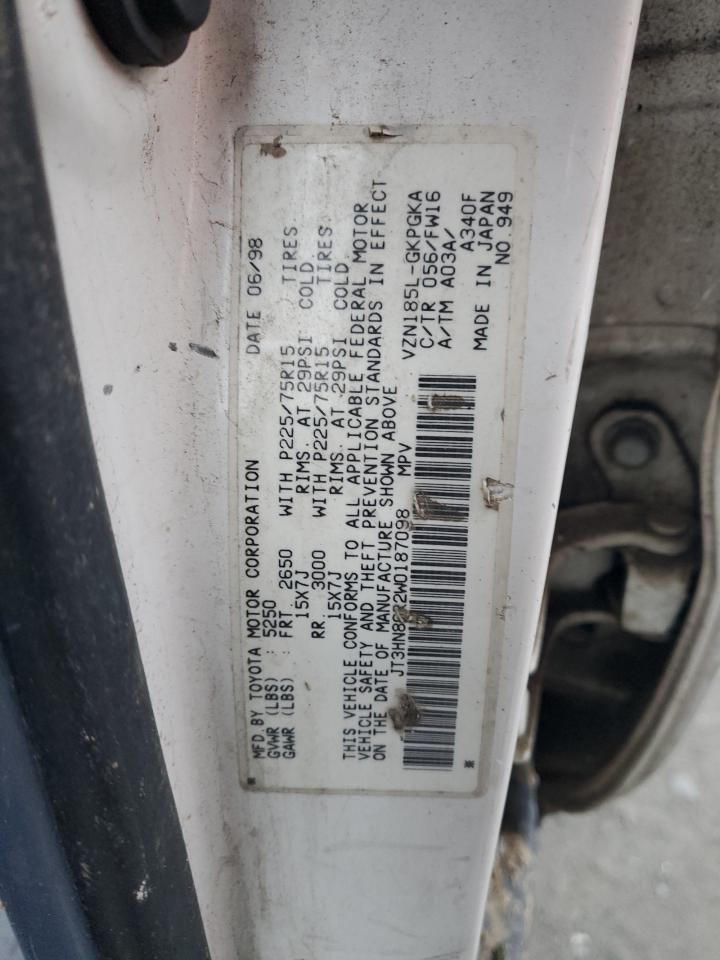 MFD. BY TOYOTA MOTOR CORPORATION DATE 06/98
GVWR (LBS) : 5250
GAWR (LBS) : FRT. 2650 WITH P225/75R15 TIRES
15X7J RIMS. AT 29PSI COLD.
RR. 3000 WITH P225/75R15 TIRES.
15X7J RIMS. AT 29PSI COLD.
THIS VEHICLE CONFORMS TO ALL APPLICABLE FEDERAL MOTOR
VEHICLE SAFETY AND THEFT PREVENTION STANDARDS IN EFFECT
ON THE DATE OF MANUFACTURE SHOWN ABOVE
MPV
VZN185L-GKPGKA
C/TR 056/FW16
A/TM A03A/
A340F
MADE IN JAPAN
NO.949